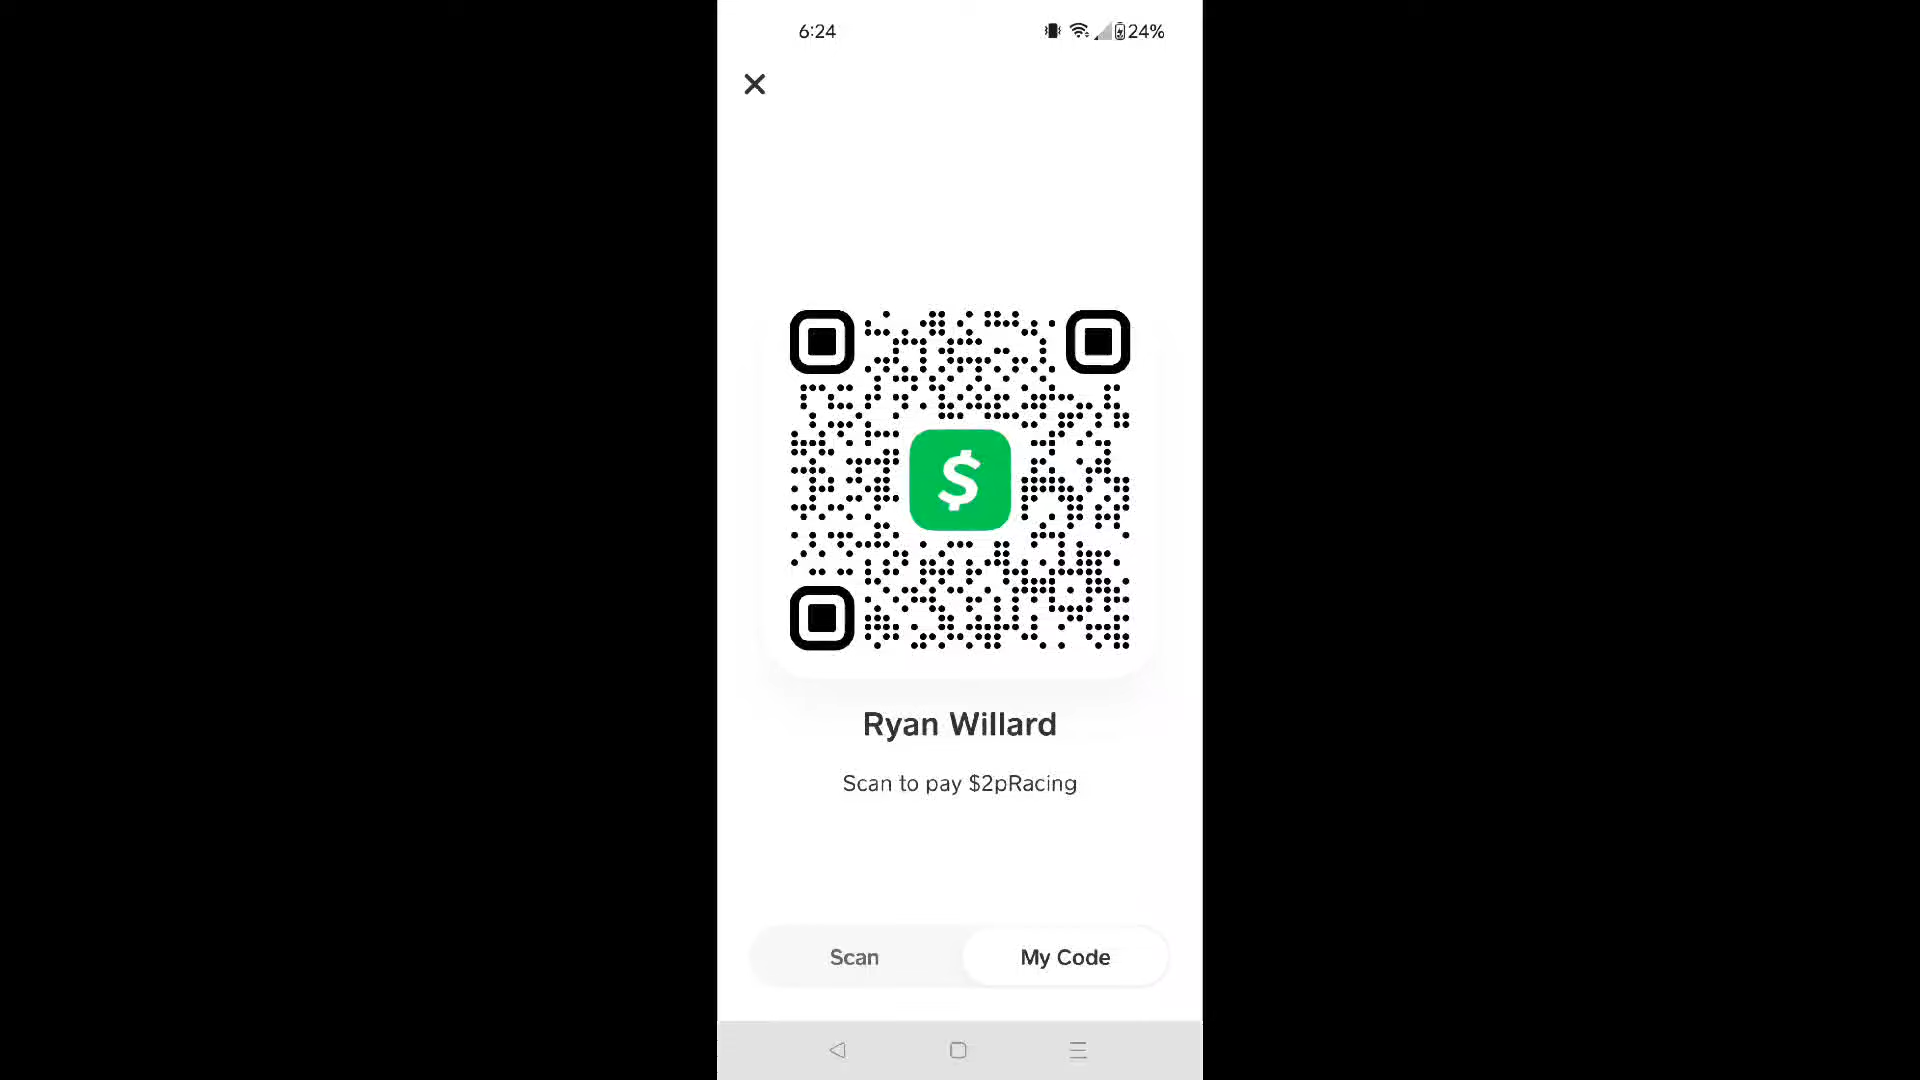 6:24
24%
$
Ryan Willard
Scan to pay $2pRacing
Scan
My Code